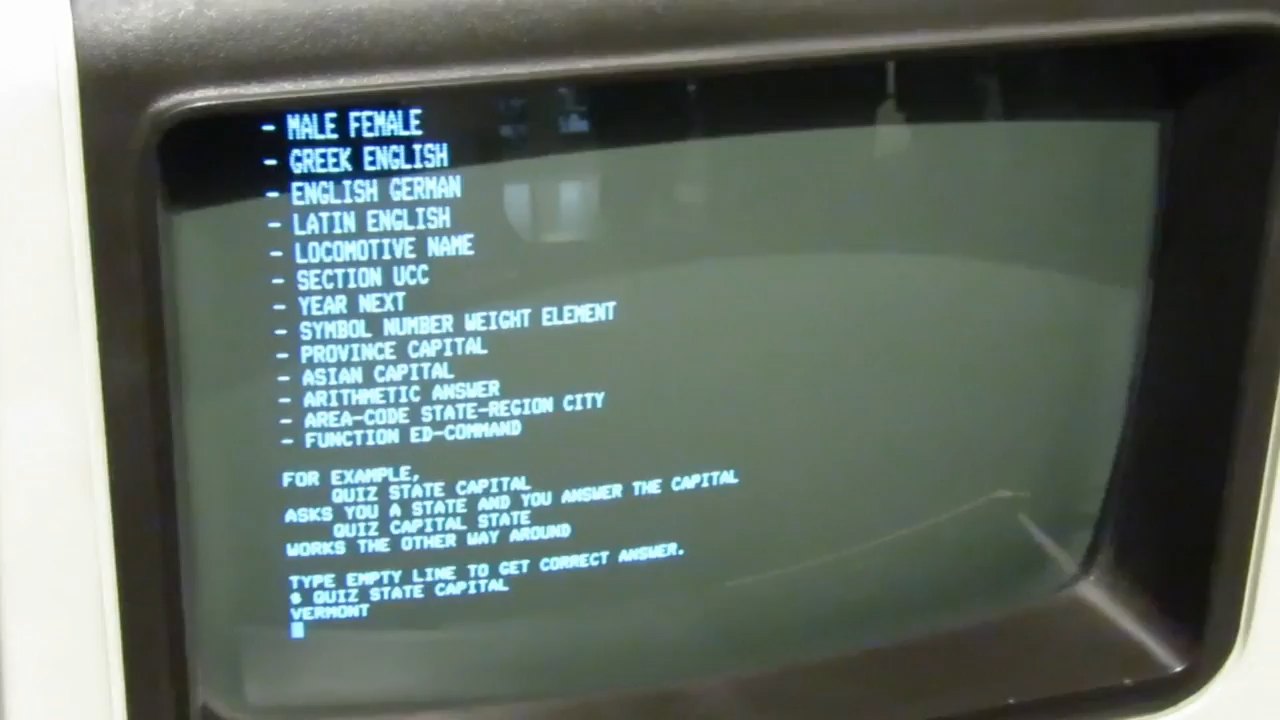 - MALE FEMALE
- GREEK ENGLISH
- ENGLISH GERMAN
- LATIN ENGLISH
- LOCOMOTIVE NAME
- SECTION UCC
- YEAR NEXT
- SYMBOL NUMBER WEIGHT ELEMENT
- PROVINCE CAPITAL
- ASIAN CAPITAL
- ARITHMETIC ANSWER
- AREA-CODE STATE-REGION CITY
- FUNCTION ED-COMMAND
FOR EXAMPLE,
QUIZ STATE CAPITAL
ASKS YOU A STATE AND YOU ANSWER THE CAPITAL
QUIZ CAPITAL STATE
WORKS THE OTHER WAY AROUND
TYPE EMPTY LINE TO GET CORRECT ANSWER.
$ QUIZ STATE CAPITAL
VERMONT